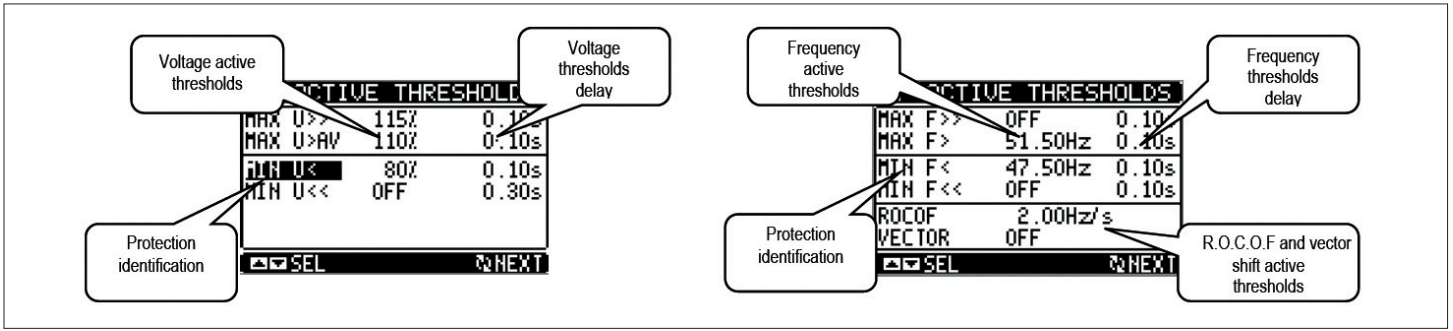 Voltage active
thresholds
Voltage
thresholds
delay
ACTIVE THRESHOLD
MAX U>> 115% 0.10s
MAX U>AV 110% 0.10s
MIN U< 80% 0.10s
MIN U<< OFF 0.30s
▲▼ SEL NEXT
Protection
identification
Frequency
active
thresholds
Frequency
thresholds
delay
ACTIVE THRESHOLDS
MAX F>> OFF 0.10
MAX F> 51.50Hz 0.10s
MIN F< 47.50Hz 0.10s
MIN F<< OFF 0.10s
ROCOF 2.00Hz/s
VECTOR OFF
▲▼ SEL NEXT
Protection
identification
R.O.C.O.F and vector
shift active
thresholds